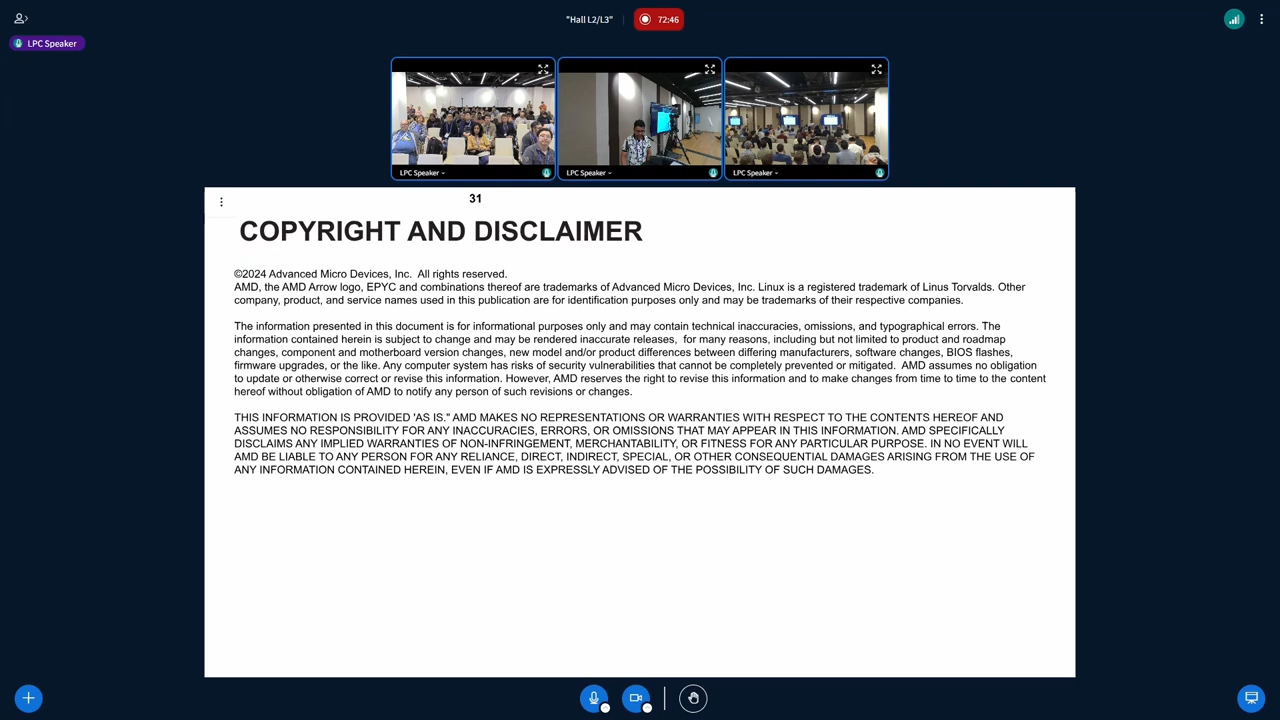 "Hall L2/L3"
72:46
LPC Speaker
LPC Speaker
LPC Speaker
LPC Speaker
31
COPYRIGHT AND DISCLAIMER
©2024 Advanced Micro Devices, Inc. All rights reserved.
AMD, the AMD Arrow logo, EPYC and combinations thereof are trademarks of Advanced Micro Devices, Inc. Linux is a registered trademark of Linus Torvalds. Other
company, product, and service names used in this publication are for identification purposes only and may be trademarks of their respective companies.
The information presented in this document is for informational purposes only and may contain technical inaccuracies, omissions, and typographical errors. The
information contained herein is subject to change and may be rendered inaccurate releases, for many reasons, including but not limited to product and roadmap
changes, component and motherboard version changes, new model and/or product differences between differing manufacturers, software changes, BIOS flashes,
firmware upgrades, or the like. Any computer system has risks of security vulnerabilities that cannot be completely prevented or mitigated. AMD assumes no obligation
to update or otherwise correct or revise this information. However, AMD reserves the right to revise this information and to make changes from time to time to the content
hereof without obligation of AMD to notify any person of such revisions or changes.
THIS INFORMATION IS PROVIDED 'AS IS." AMD MAKES NO REPRESENTATIONS OR WARRANTIES WITH RESPECT TO THE CONTENTS HEREOF AND
ASSUMES NO RESPONSIBILITY FOR ANY INACCURACIES, ERRORS, OR OMISSIONS THAT MAY APPEAR IN THIS INFORMATION. AMD SPECIFICALLY
DISCLAIMS ANY IMPLIED WARRANTIES OF NON-INFRINGEMENT, MERCHANTABILITY, OR FITNESS FOR ANY PARTICULAR PURPOSE. IN NO EVENT WILL
AMD BE LIABLE TO ANY PERSON FOR ANY RELIANCE, DIRECT, INDIRECT, SPECIAL, OR OTHER CONSEQUENTIAL DAMAGES ARISING FROM THE USE OF
ANY INFORMATION CONTAINED HEREIN, EVEN IF AMD IS EXPRESSLY ADVISED OF THE POSSIBILITY OF SUCH DAMAGES.